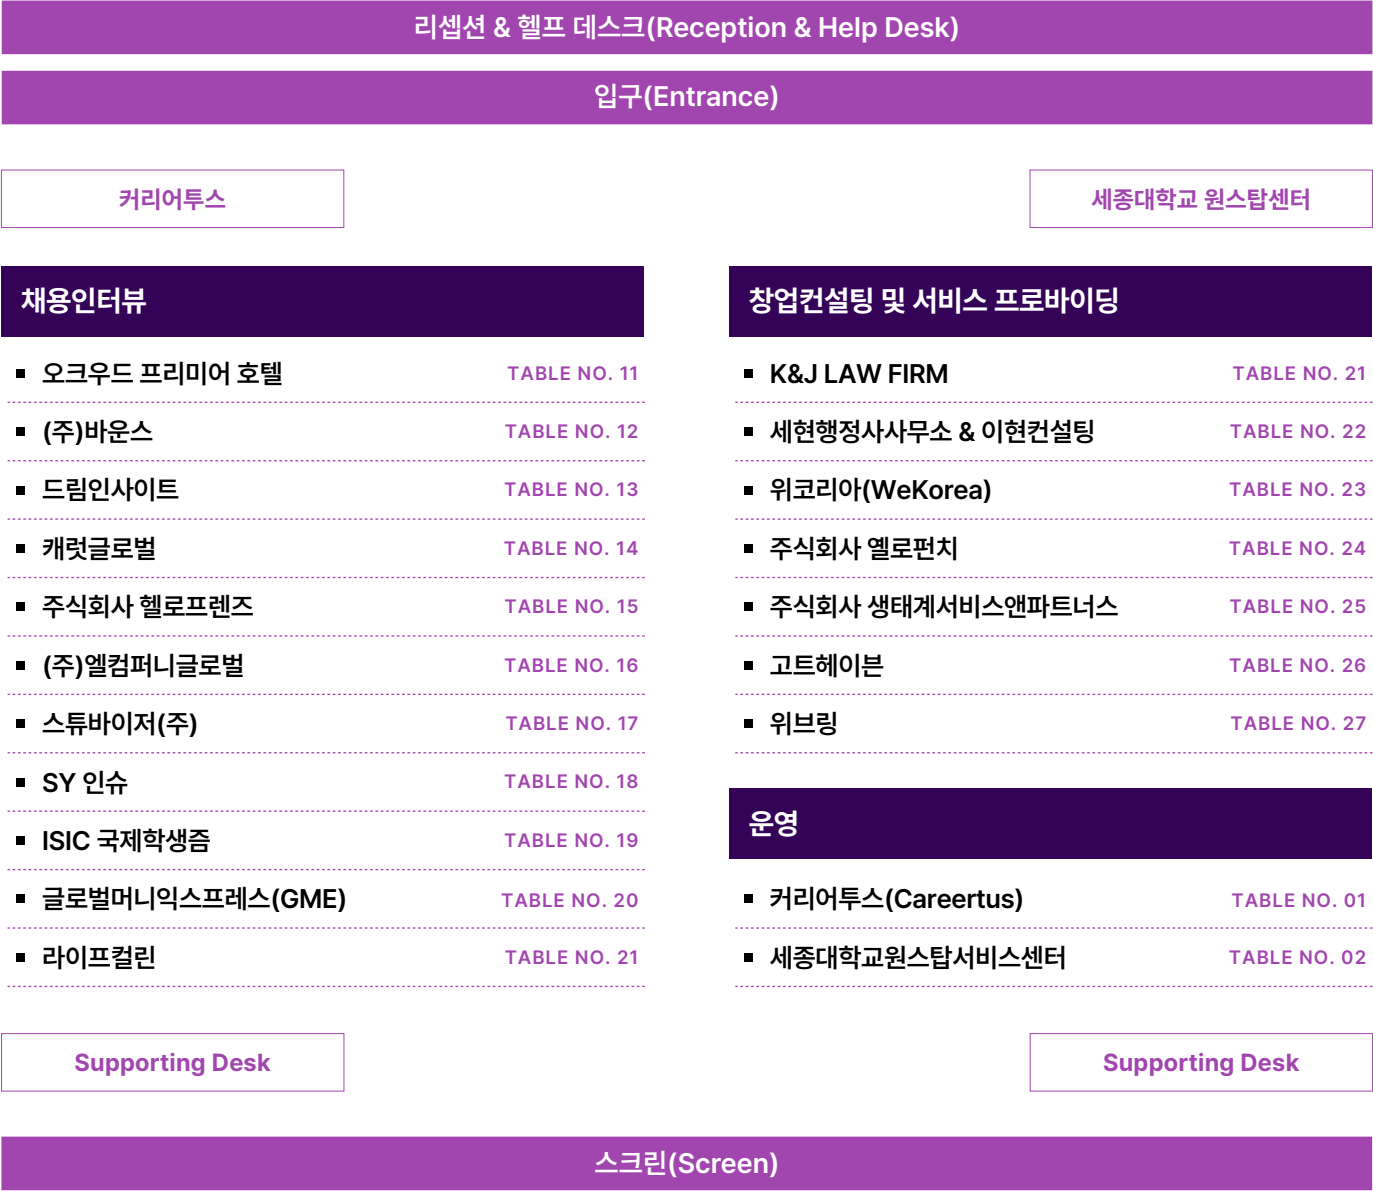 리셉션 & 헬프 데스크(Reception & Help Desk)
입구(Entrance)
커리어투스
세종대학교 원스탑센터
채용인터뷰
오크우드 프리미어 호텔 TABLE NO. 11
(주)바운스 TABLE NO. 12
드림인사이트 TABLE NO. 13
캐럿글로벌 TABLE NO. 14
주식회사 헬로프렌즈 TABLE NO. 15
(주)엘컴퍼니글로벌 TABLE NO. 16
스튜바이저(주) TABLE NO. 17
SY 인슈 TABLE NO. 18
ISIC 국제학생증 TABLE NO. 19
글로벌머니익스프레스(GME) TABLE NO. 20
라이프컬린 TABLE NO. 21
창업컨설팅 및 서비스 프로바이딩
K&J LAW FIRM TABLE NO. 21
세현행정사사무소 & 이현컨설팅 TABLE NO. 22
위코리아(WeKorea) TABLE NO. 23
주식회사 옐로펀치 TABLE NO. 24
주식회사 생태계서비스앤파트너스 TABLE NO. 25
고트헤이븐 TABLE NO. 26
위브링 TABLE NO. 27
운영
커리어투스(Careertus) TABLE NO. 01
세종대학교원스탑서비스센터 TABLE NO. 02
Supporting Desk
Supporting Desk
스크린(Screen)